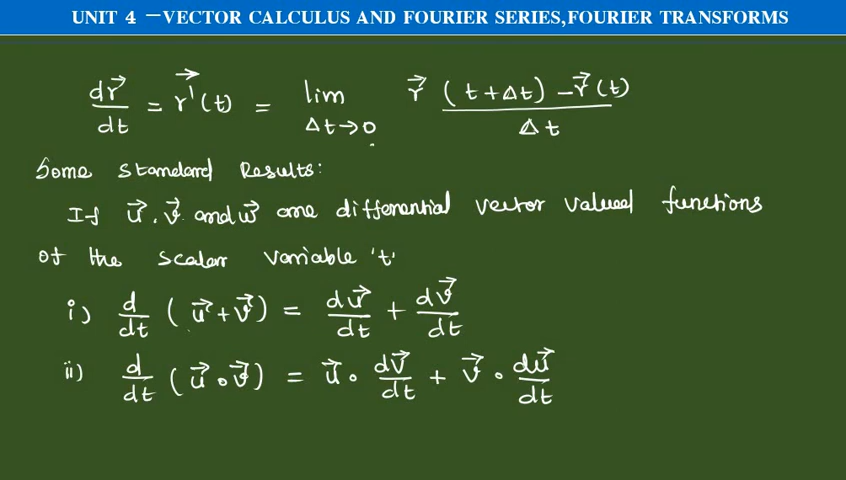 UNIT 4 —VECTOR CALCULUS AND FOURIER SERIES,FOURIER TRANSFORMS
dr⃗/dt = r⃗'(t) = lim Δt→0 r⃗ (t+Δt) − r⃗(t) / Δt
Some standard Results:
If u⃗. v⃗ and w⃗ are differential vector valued functions
of the scalar variable 't'
i) d/dt (u⃗+v⃗) = du⃗/dt + dv⃗/dt
ii) d/dt (u⃗•v⃗) = u⃗ • dv⃗/dt + v⃗ • du⃗/dt